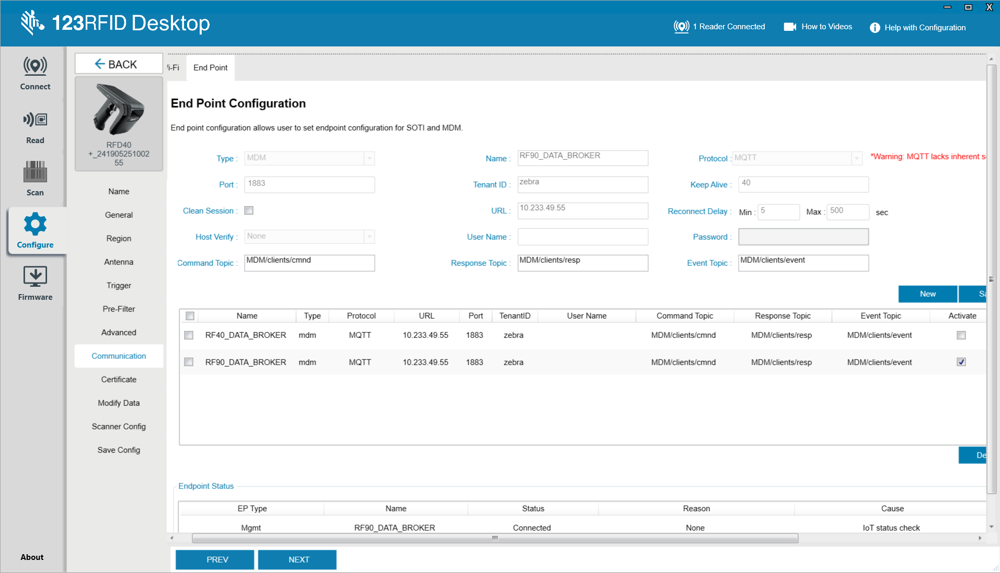 123RFID Desktop
1 Reader Connected
How to Videos
Help with Configuration
Connect
Read
Scan
Configure
Firmware
About
BACK
RFD40
+_241905251002
55
Name
General
Region
Antenna
Trigger
Pre-Filter
Advanced
Communication
Certificate
Modify Data
Scanner Config
Save Config
i-Fi End Point
End Point Configuration
End point configuration allows user to set endpoint configuration for SOTI and MDM.
Type : MDM Name : RF90_DATA_BROKER Protocol : MQTT *Warning: MQTT lacks inherent s
Port : 1883 Tenant ID : zebra Keep Alive : 40
Clean Session : URL : 10.233.49.55 Reconnect Delay : Min : 5 Max : 500 sec
Host Verify : None User Name : Password :
Command Topic : MDM/clients/cmnd Response Topic : MDM/clients/resp Event Topic : MDM/clients/event
New Sa
Name Type Protocol URL Port TenantID User Name Command Topic Response Topic Event Topic Activate
RF40_DATA_BROKER mdm MQTT 10.233.49.55 1883 zebra MDM/clients/cmnd MDM/clients/resp MDM/clients/event
RF90_DATA_BROKER mdm MQTT 10.233.49.55 1883 zebra MDM/clients/cmnd MDM/clients/resp MDM/clients/event
De
Endpoint Status
EP Type Name Status Reason Cause
Mgmt RF90_DATA_BROKER Connected None IoT status check
PREV NEXT